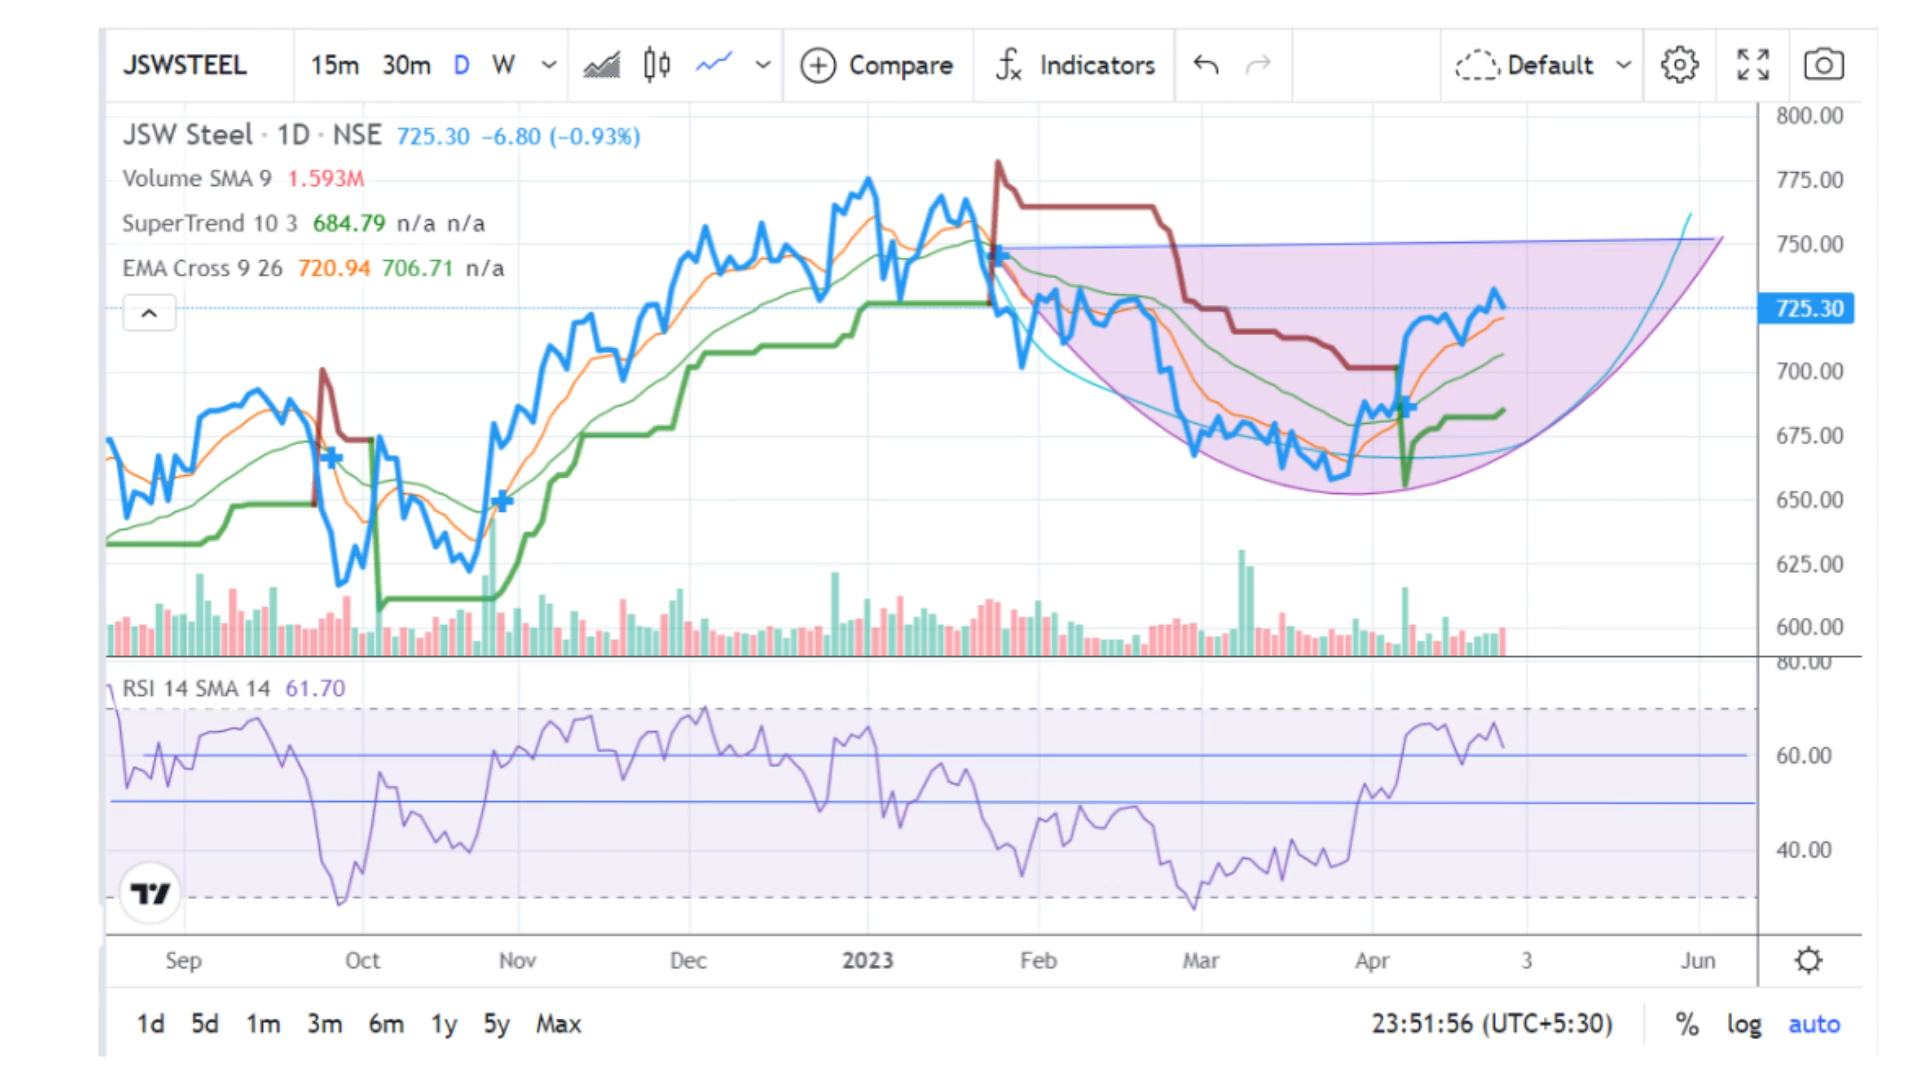 JSWSTEEL 15m 30m D W Compare Indicators Default
JSW Steel · 1D · NSE 725.30 −6.80 (−0.93%)
Volume SMA 9 1.593M
SuperTrend 10 3 684.79 n/a n/a
EMA Cross 9 26 720.94 706.71 n/a
800.00
775.00
750.00
725.30
700.00
675.00
650.00
625.00
600.00
80.00
RSI 14 SMA 14 61.70
60.00
40.00
Sep Oct Nov Dec 2023 Feb Mar Apr 3 Jun
1d 5d 1m 3m 6m 1y 5y Max 23:51:56 (UTC+5:30) % log auto